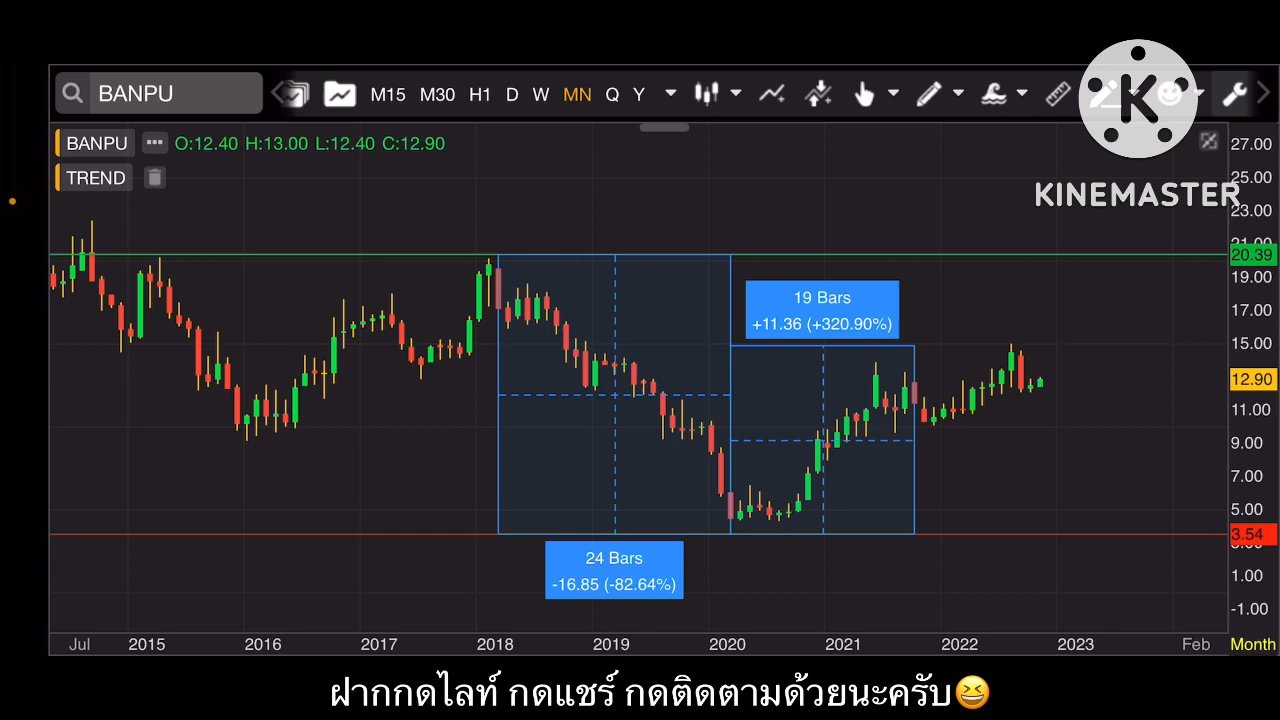 BANPU M15 M30 H1 D W MN Q Y
KINEMASTER
BANPU ••• O:12.40 H:13.00 L:12.40 C:12.90
TREND
27.00
25.00
23.00
21.00
20.39
19.00
17.00
15.00
12.90
11.00
9.00
7.00
5.00
3.54
1.00
-1.00
19 Bars
+11.36 (+320.90%)
24 Bars
-16.85 (-82.64%)
Jul 2015 2016 2017 2018 2019 2020 2021 2022 2023 Feb Month
ฝากกดไลท์ กดแชร์ กดติดตามด้วยนะครับ😆